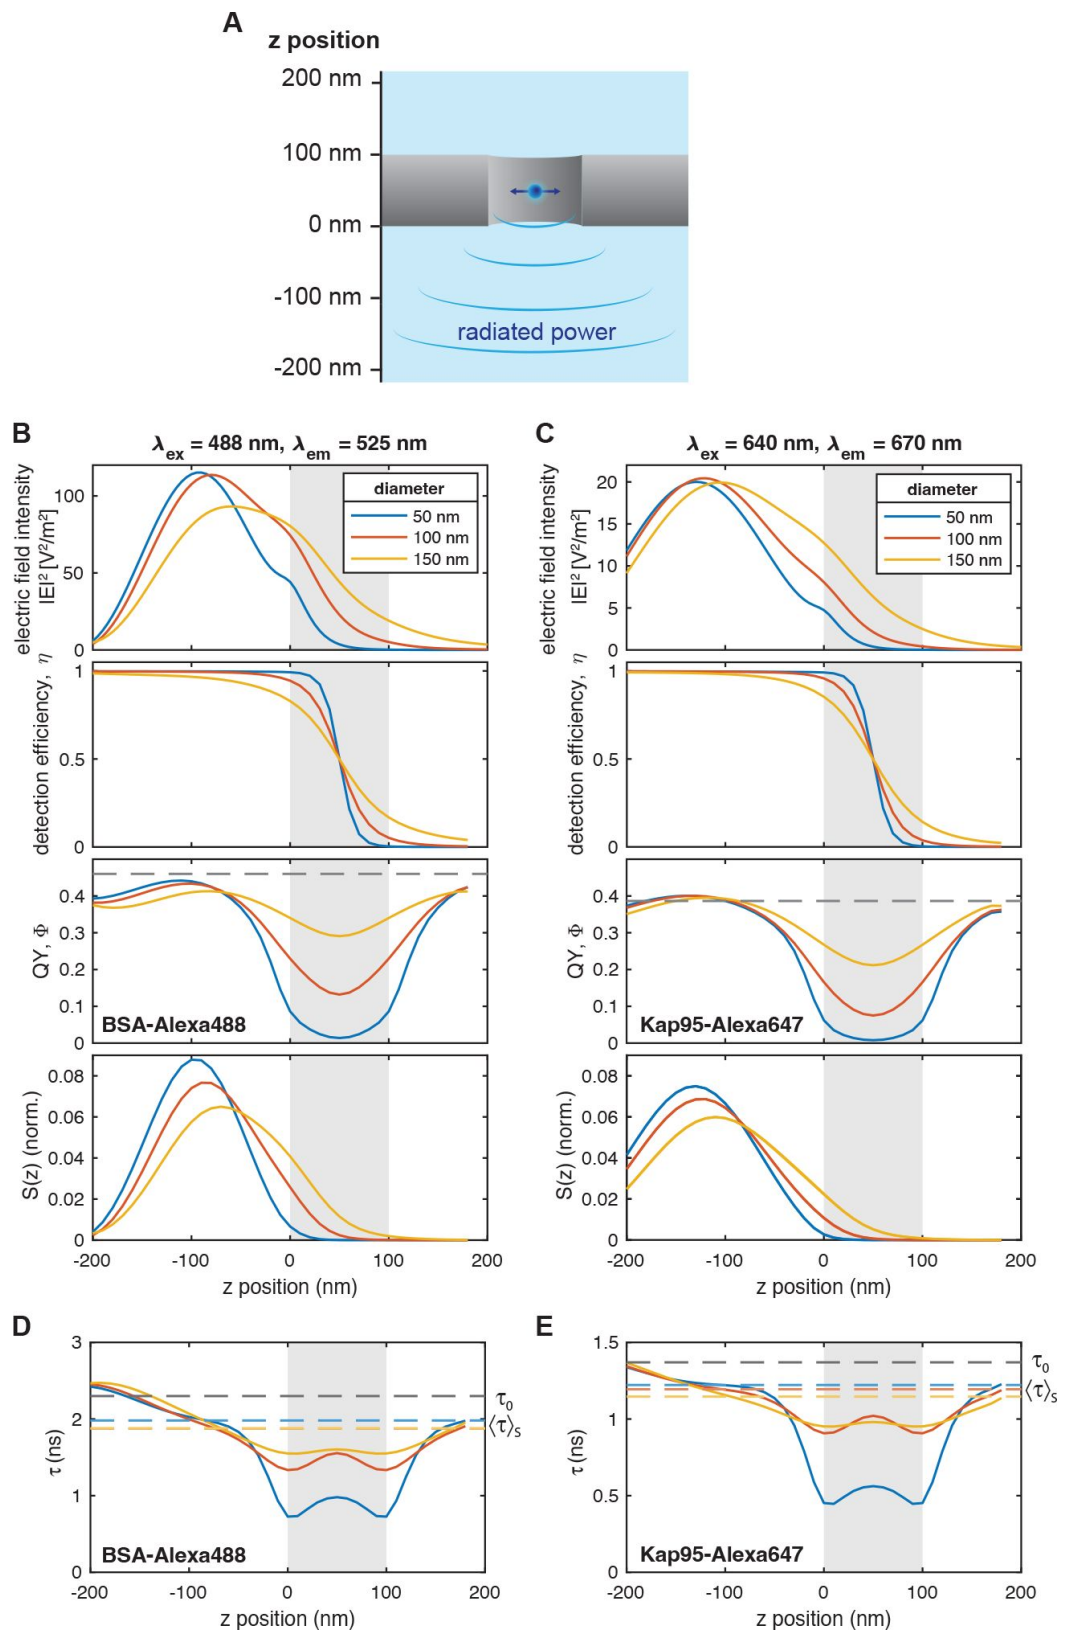 A
z position
200 nm
100 nm
0 nm
-100 nm
-200 nm
radiated power
B
λex = 488 nm, λem = 525 nm
electric field intensity
|E|² [V²/m²]
100
50
0
diameter
50 nm
100 nm
150 nm
detection efficiency, η
1
0.5
0
QY, Φ
0.4
0.3
0.2
0.1
0
BSA-Alexa488
S(z) (norm.)
0.08
0.06
0.04
0.02
0
-200 -100 0 100 200
z position (nm)
C
λex = 640 nm, λem = 670 nm
electric field intensity
|E|² [V²/m²]
20
15
10
5
0
diameter
50 nm
100 nm
150 nm
detection efficiency, η
1
0.5
0
QY, Φ
0.4
0.3
0.2
0.1
0
Kap95-Alexa647
S(z) (norm.)
0.08
0.06
0.04
0.02
0
-200 -100 0 100 200
z position (nm)
D
τ (ns)
3
2
1
0
τ0
⟨τ⟩S
BSA-Alexa488
-200 -100 0 100 200
z position (nm)
E
τ (ns)
1.5
1
0.5
0
τ0
⟨τ⟩S
Kap95-Alexa647
-200 -100 0 100 200
z position (nm)